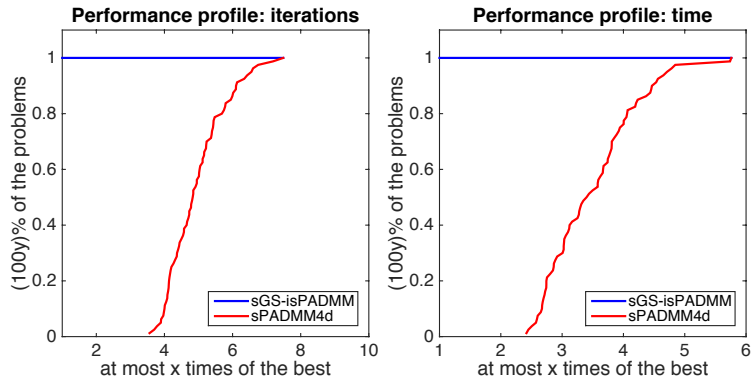 Performance profile: iterations
(100y)% of the problems
1
0.8
0.6
0.4
0.2
0
2
4
6
8
10
at most x times of the best
sGS-isPADMM
sPADMM4d
Performance profile: time
(100y)% of the problems
1
0.8
0.6
0.4
0.2
0
1
2
3
4
5
6
at most x times of the best
sGS-isPADMM
sPADMM4d